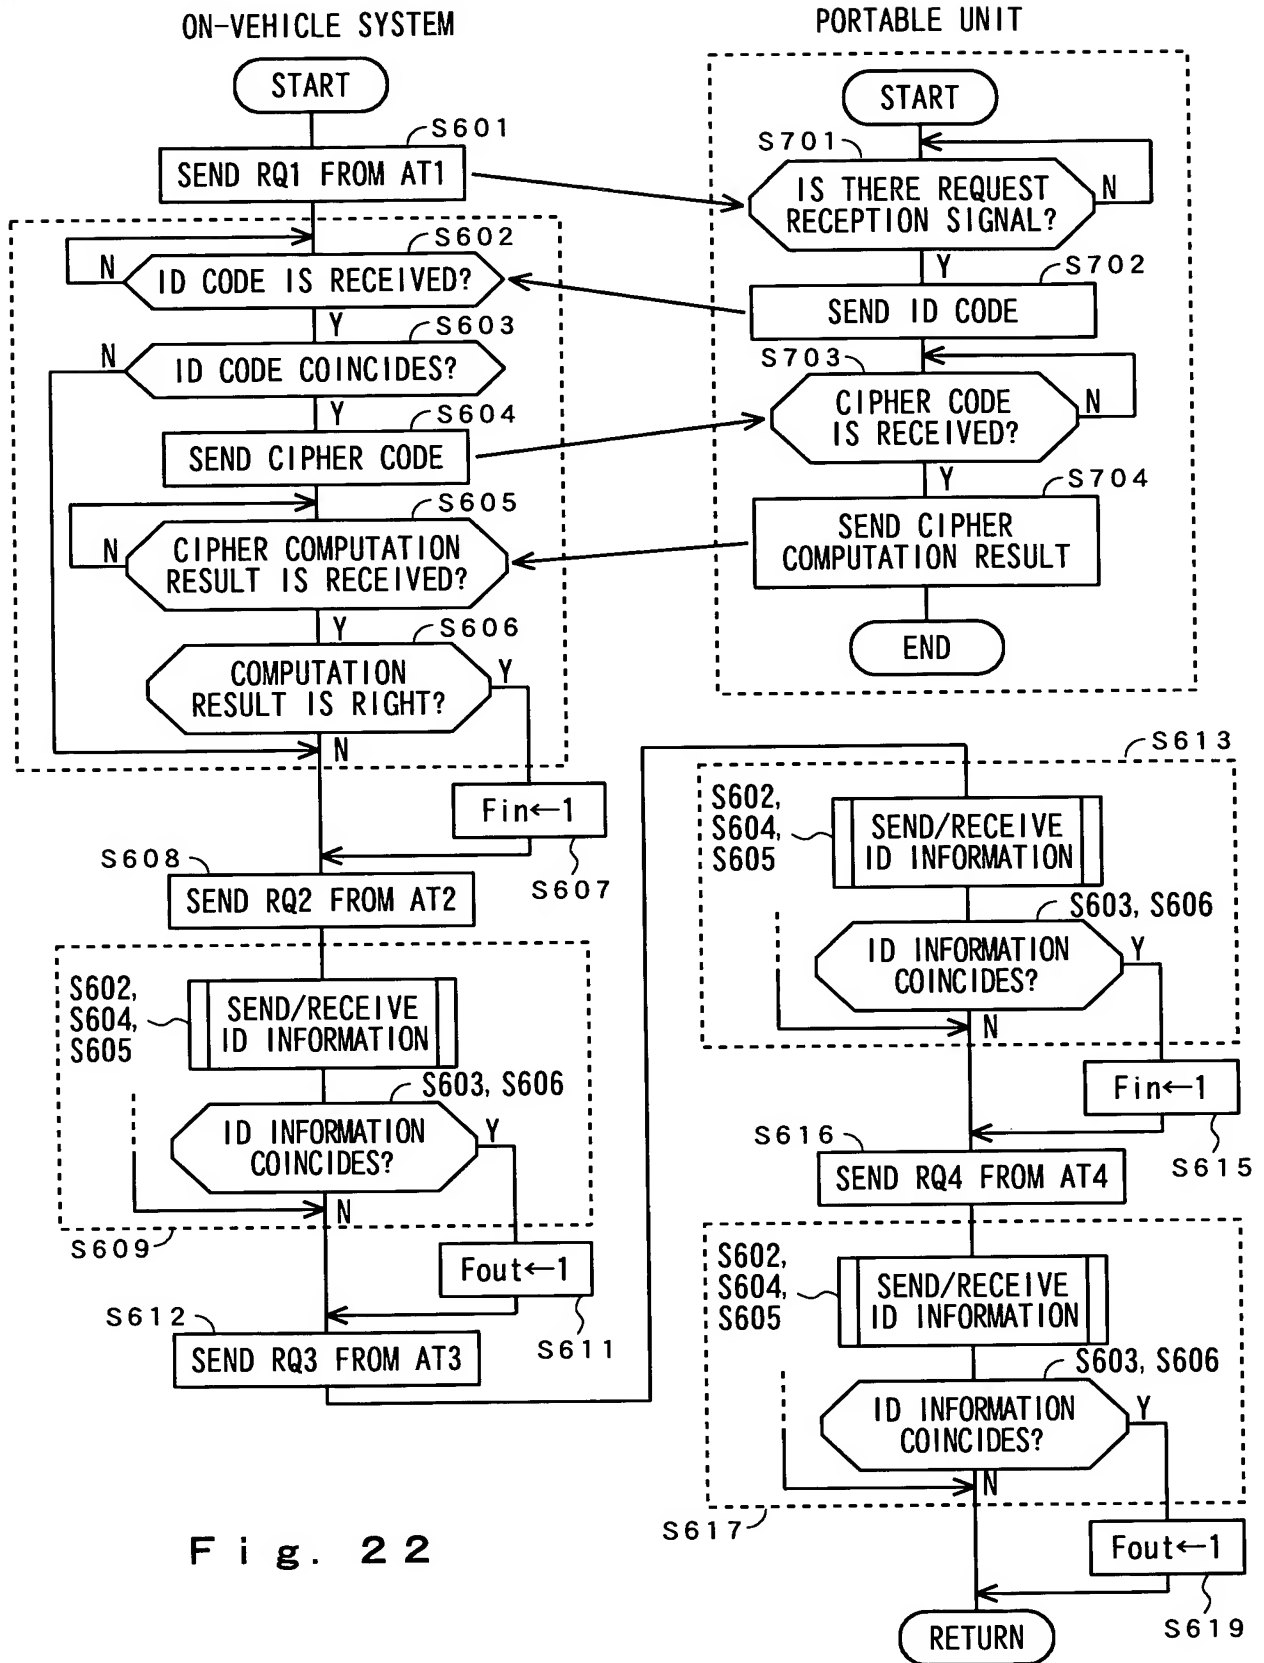 ON-VEHICLE SYSTEM
START
S601
SEND RQ1 FROM AT1
S602
N
ID CODE IS RECEIVED?
Y
S603
N
ID CODE COINCIDES?
Y
S604
SEND CIPHER CODE
S605
N
CIPHER COMPUTATION
RESULT IS RECEIVED?
Y
S606
COMPUTATION
RESULT IS RIGHT?
Y
N
Fin←1
S607
S608
SEND RQ2 FROM AT2
S602,
S604,
S605
SEND/RECEIVE
ID INFORMATION
S603, S606
ID INFORMATION
COINCIDES?
Y
N
S609
Fout←1
S611
S612
SEND RQ3 FROM AT3
PORTABLE UNIT
START
S701
IS THERE REQUEST
RECEPTION SIGNAL?
N
Y
S702
SEND ID CODE
S703
CIPHER CODE
IS RECEIVED?
N
Y
S704
SEND CIPHER
COMPUTATION RESULT
END
S613
S602,
S604,
S605
SEND/RECEIVE
ID INFORMATION
S603, S606
ID INFORMATION
COINCIDES?
Y
N
Fin←1
S615
S616
SEND RQ4 FROM AT4
S602,
S604,
S605
SEND/RECEIVE
ID INFORMATION
S603, S606
ID INFORMATION
COINCIDES?
Y
N
S617
Fout←1
S619
RETURN
Fig. 22